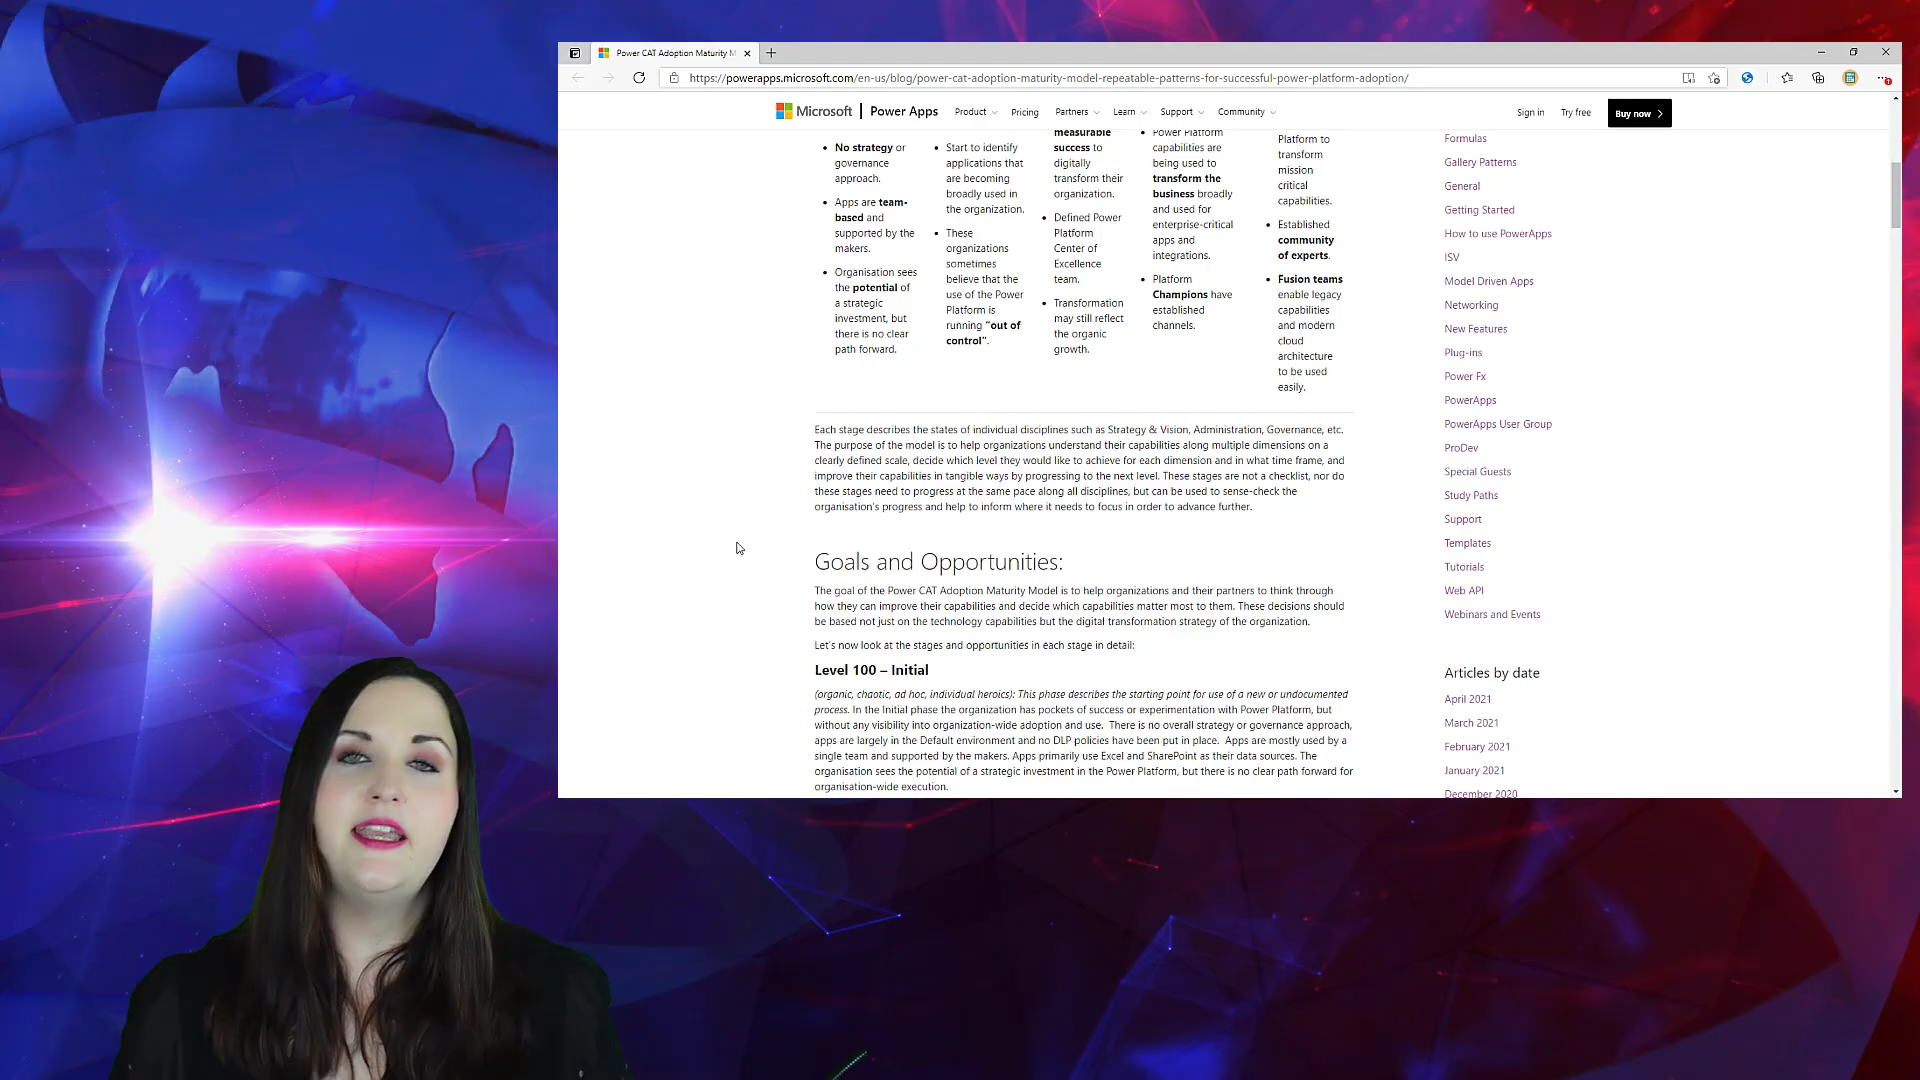 Power CAT Adoption Maturity M
https://powerapps.microsoft.com/en-us/blog/power-cat-adoption-maturity-model-repeatable-patterns-for-successful-power-platform-adoption/
Microsoft | Power Apps Product Pricing Partners Learn Support Community Sign in Try free Buy now
No strategy or
governance
approach.
Apps are team-
based and
supported by the
makers.
Organisation sees
the potential of
a strategic
investment, but
there is no clear
path forward.
Start to identify
applications that
are becoming
broadly used in
the organization.
These
organizations
sometimes
believe that the
use of the Power
Platform is
running "out of
control".
measurable
success to
digitally
transform their
organization.
Defined Power
Platform
Center of
Excellence
team.
Transformation
may still reflect
the organic
growth.
Power Platform
capabilities are
being used to
transform the
business broadly
and used for
enterprise-critical
apps and
integrations.
Platform
Champions have
established
channels.
Platform to
transform
mission
critical
capabilities.
Established
community
of experts.
Fusion teams
enable legacy
capabilities
and modern
cloud
architecture
to be used
easily.
Each stage describes the states of individual disciplines such as Strategy & Vision, Administration, Governance, etc.
The purpose of the model is to help organizations understand their capabilities along multiple dimensions on a
clearly defined scale, decide which level they would like to achieve for each dimension and in what time frame, and
improve their capabilities in tangible ways by progressing to the next level. These stages are not a checklist, nor do
these stages need to progress at the same pace along all disciplines, but can be used to sense-check the
organisation's progress and help to inform where it needs to focus in order to advance further.
Goals and Opportunities:
The goal of the Power CAT Adoption Maturity Model is to help organizations and their partners to think through
how they can improve their capabilities and decide which capabilities matter most to them. These decisions should
be based not just on the technology capabilities but the digital transformation strategy of the organization.
Let's now look at the stages and opportunities in each stage in detail:
Level 100 – Initial
(organic, chaotic, ad hoc, individual heroics): This phase describes the starting point for use of a new or undocumented
process. In the Initial phase the organization has pockets of success or experimentation with Power Platform, but
without any visibility into organization-wide adoption and use. There is no overall strategy or governance approach,
apps are largely in the Default environment and no DLP policies have been put in place. Apps are mostly used by a
single team and supported by the makers. Apps primarily use Excel and SharePoint as their data sources. The
organisation sees the potential of a strategic investment in the Power Platform, but there is no clear path forward for
organisation-wide execution.
Formulas
Gallery Patterns
General
Getting Started
How to use PowerApps
ISV
Model Driven Apps
Networking
New Features
Plug-ins
Power Fx
PowerApps
PowerApps User Group
ProDev
Special Guests
Study Paths
Support
Templates
Tutorials
Web API
Webinars and Events
Articles by date
April 2021
March 2021
February 2021
January 2021
December 2020